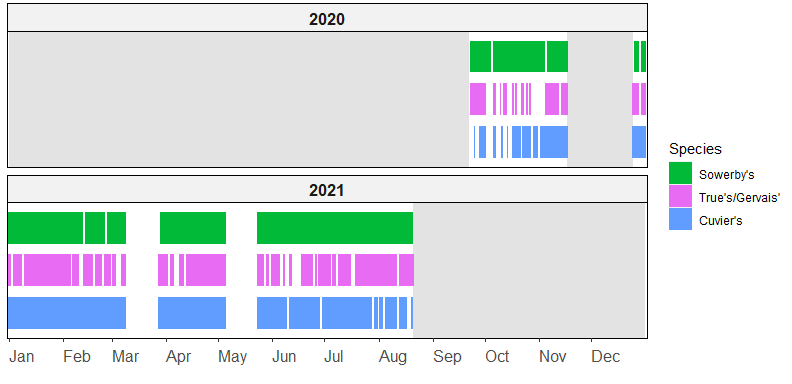 2020
Species
Sowerby's
True's/Gervais'
Cuvier's
2021
Jan Feb Mar Apr May Jun Jul Aug Sep Oct Nov Dec